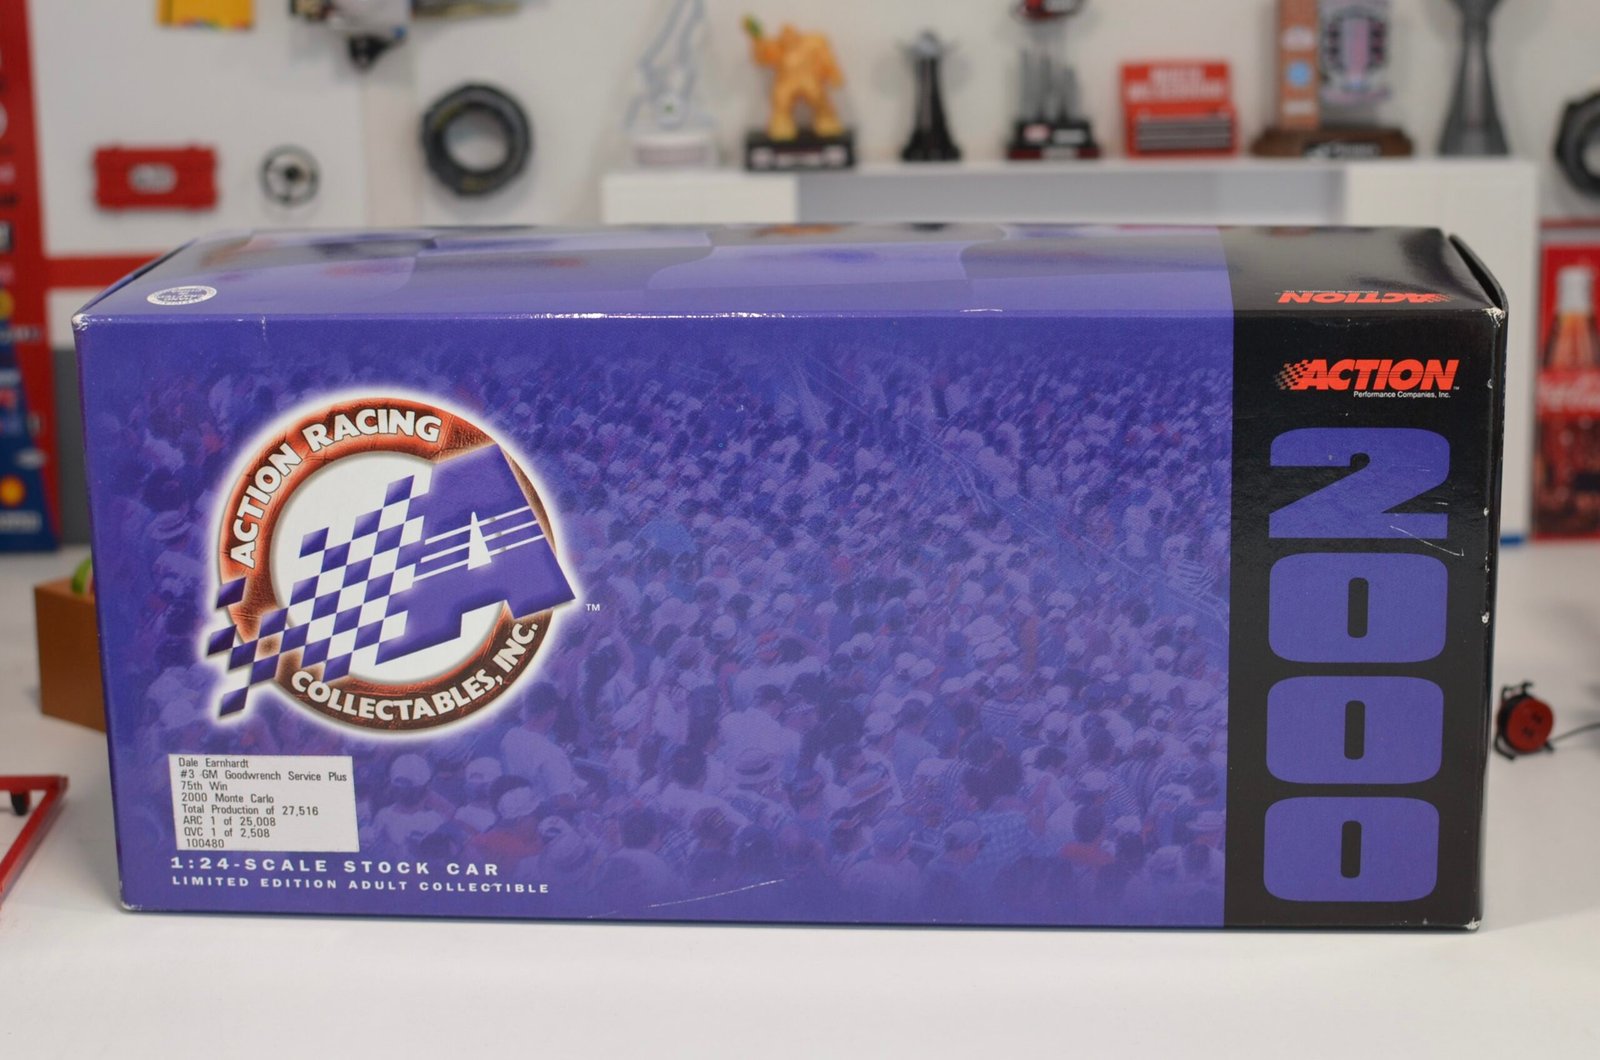 ACTION
ACTION
Performance Companies, Inc.
2000
ACTION RACING
COLLECTABLES, INC.
TM
Dale Earnhardt
#3 GM Goodwrench Service Plus
75th Win
2000 Monte Carlo
Total Production of 27,516
ARC 1 of 25,008
QVC 1 of 2,508
100480
1:24-SCALE STOCK CAR
LIMITED EDITION ADULT COLLECTIBLE